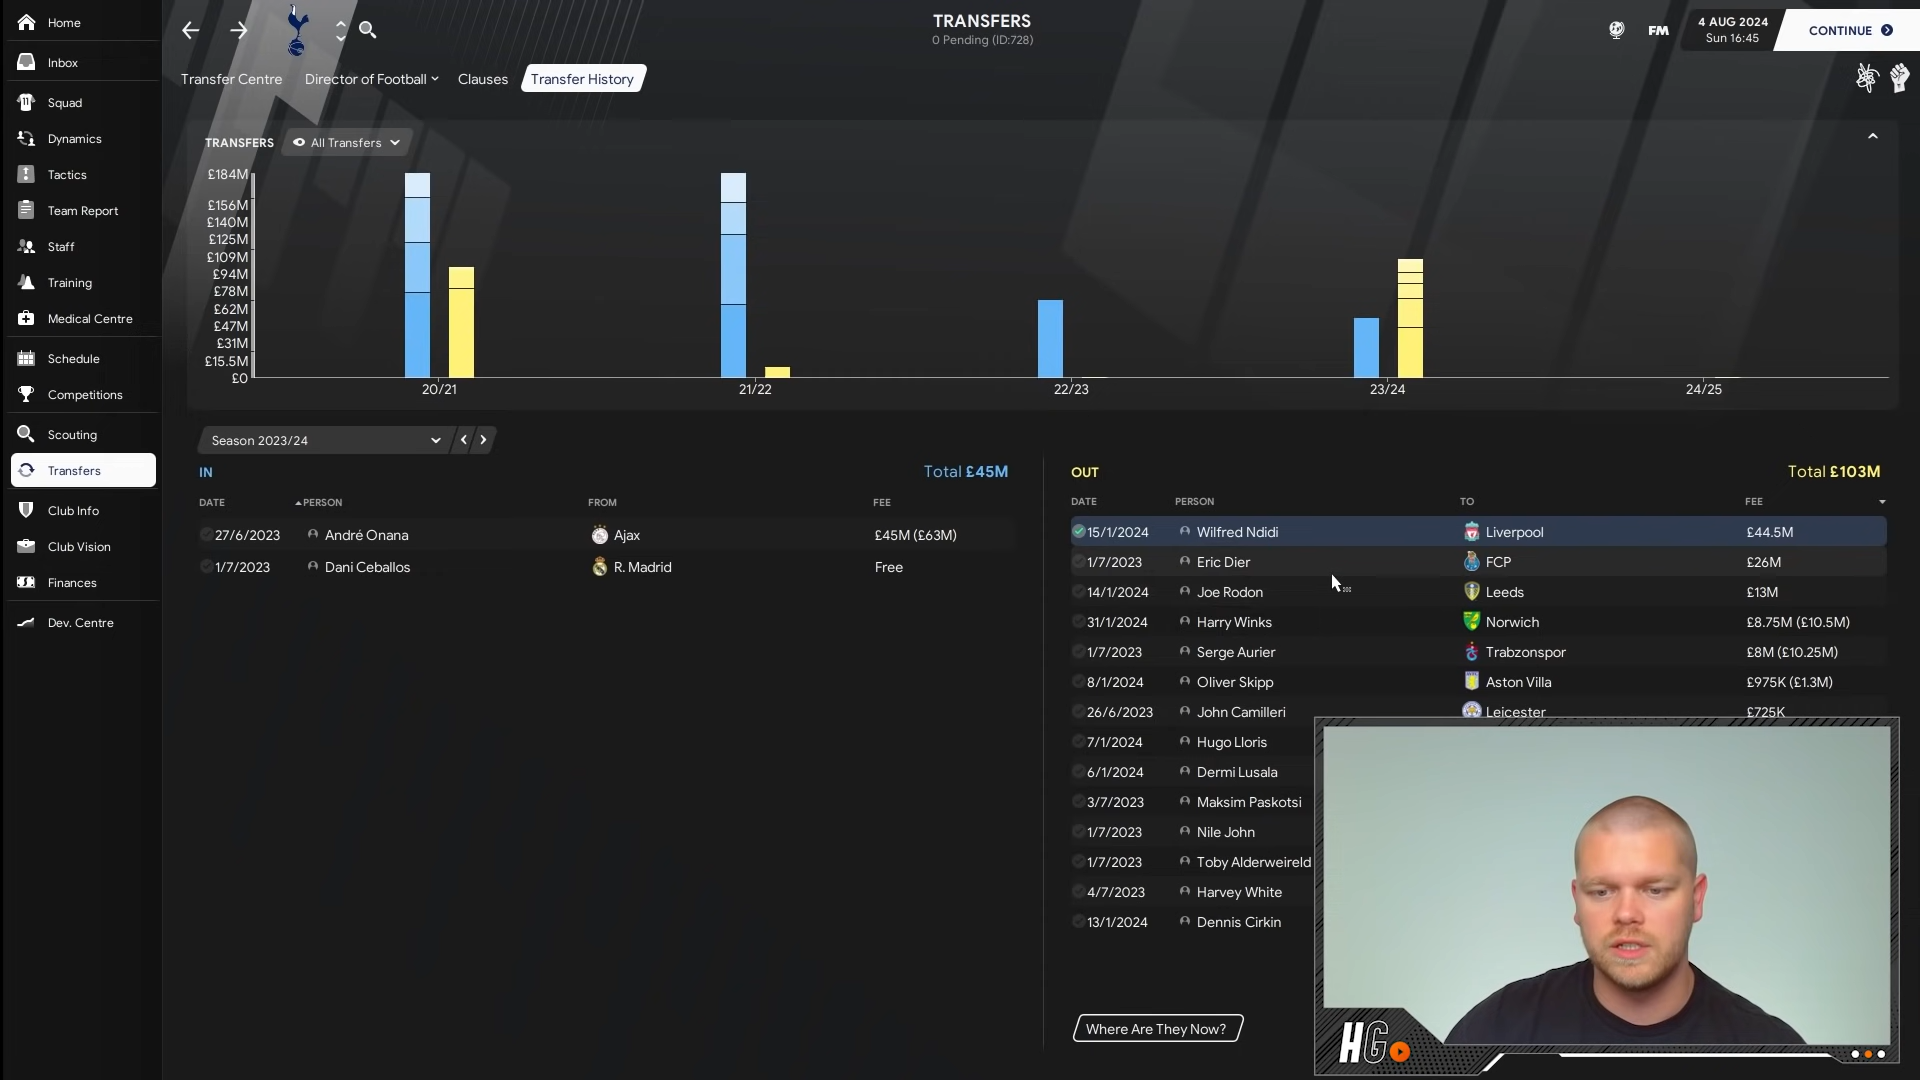 Home
Inbox
Squad
Dynamics
Tactics
Team Report
Staff
Training
Medical Centre
Schedule
Competitions
Scouting
Transfers
Club Info
Club Vision
Finances
Dev. Centre
TRANSFERS
0 Pending (ID:728)
FM
4 AUG 2024
Sun 16:45
CONTINUE
Transfer Centre Director of Football Clauses Transfer History
TRANSFERS All Transfers
£184M
£156M
£140M
£125M
£109M
£94M
£78M
£62M
£47M
£31M
£15.5M
£0
20/21 21/22 22/23 23/24 24/25
Season 2023/24
IN Total £45M
DATE PERSON FROM FEE
27/6/2023 André Onana Ajax £45M (£63M)
1/7/2023 Dani Ceballos R. Madrid Free
OUT Total £103M
DATE PERSON TO FEE
15/1/2024 Wilfred Ndidi Liverpool £44.5M
1/7/2023 Eric Dier FCP £26M
14/1/2024 Joe Rodon Leeds £13M
31/1/2024 Harry Winks Norwich £8.75M (£10.5M)
1/7/2023 Serge Aurier Trabzonspor £8M (£10.25M)
8/1/2024 Oliver Skipp Aston Villa £975K (£1.3M)
26/6/2023 John Camilleri Leicester £725K
7/1/2024 Hugo Lloris
6/1/2024 Dermi Lusala
3/7/2023 Maksim Paskotsi
1/7/2023 Nile John
1/7/2023 Toby Alderweireld
4/7/2023 Harvey White
13/1/2024 Dennis Cirkin
Where Are They Now?
HG